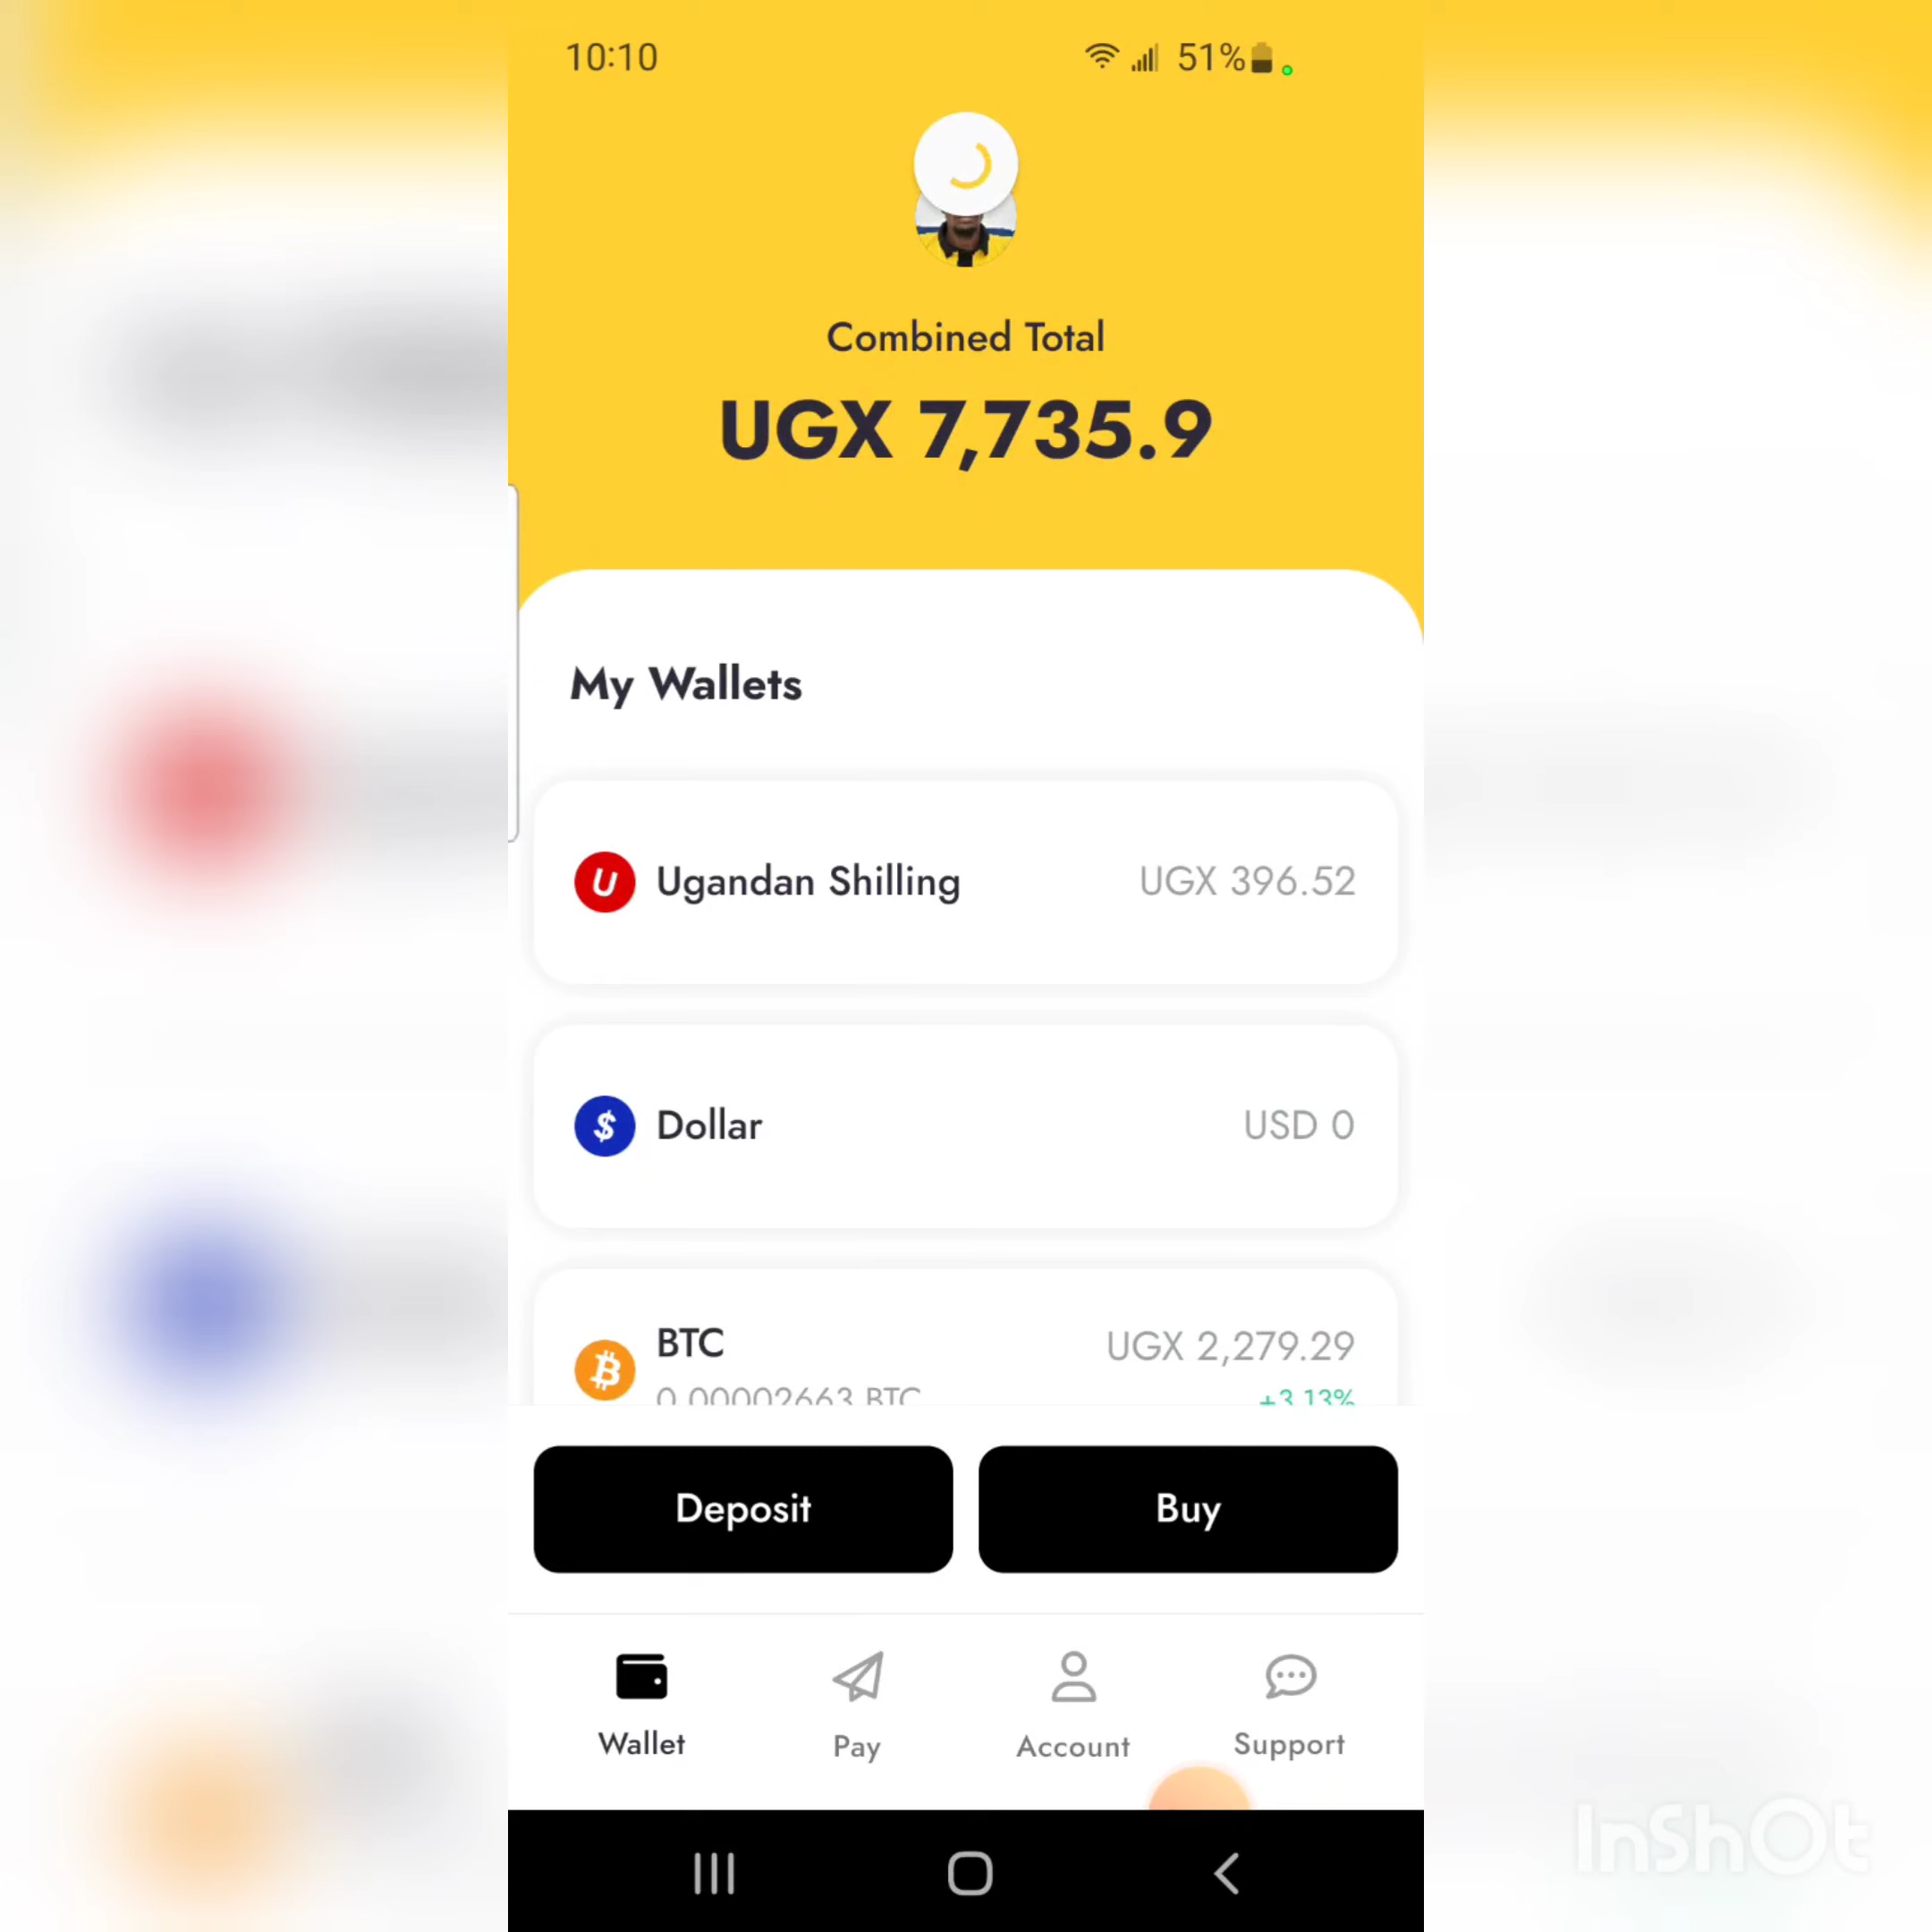 10:10 51%
Combined Total
UGX 7,735.9
My Wallets
U Ugandan Shilling UGX 396.52
$ Dollar USD 0
BTC UGX 2,279.29
0.00002663 BTC +3.13%
Deposit Buy
Wallet Pay Account Support
InShOt